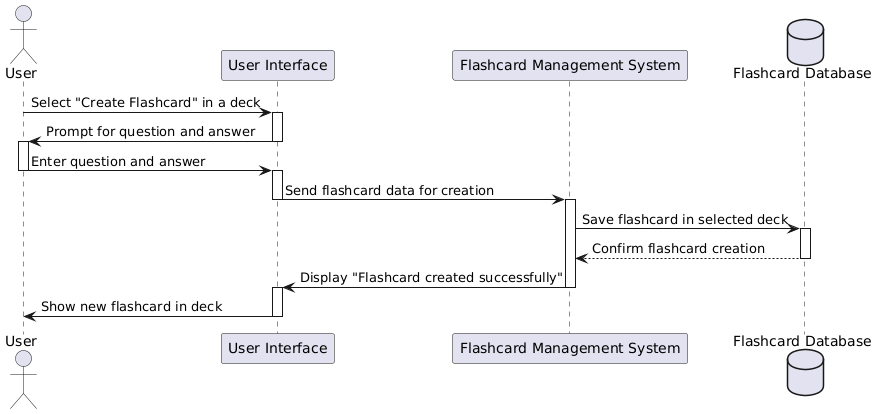 User
User Interface
Flashcard Management System
Flashcard Database
Select "Create Flashcard" in a deck
Prompt for question and answer
Enter question and answer
Send flashcard data for creation
Save flashcard in selected deck
Confirm flashcard creation
Display "Flashcard created successfully"
Show new flashcard in deck
User
User Interface
Flashcard Management System
Flashcard Database